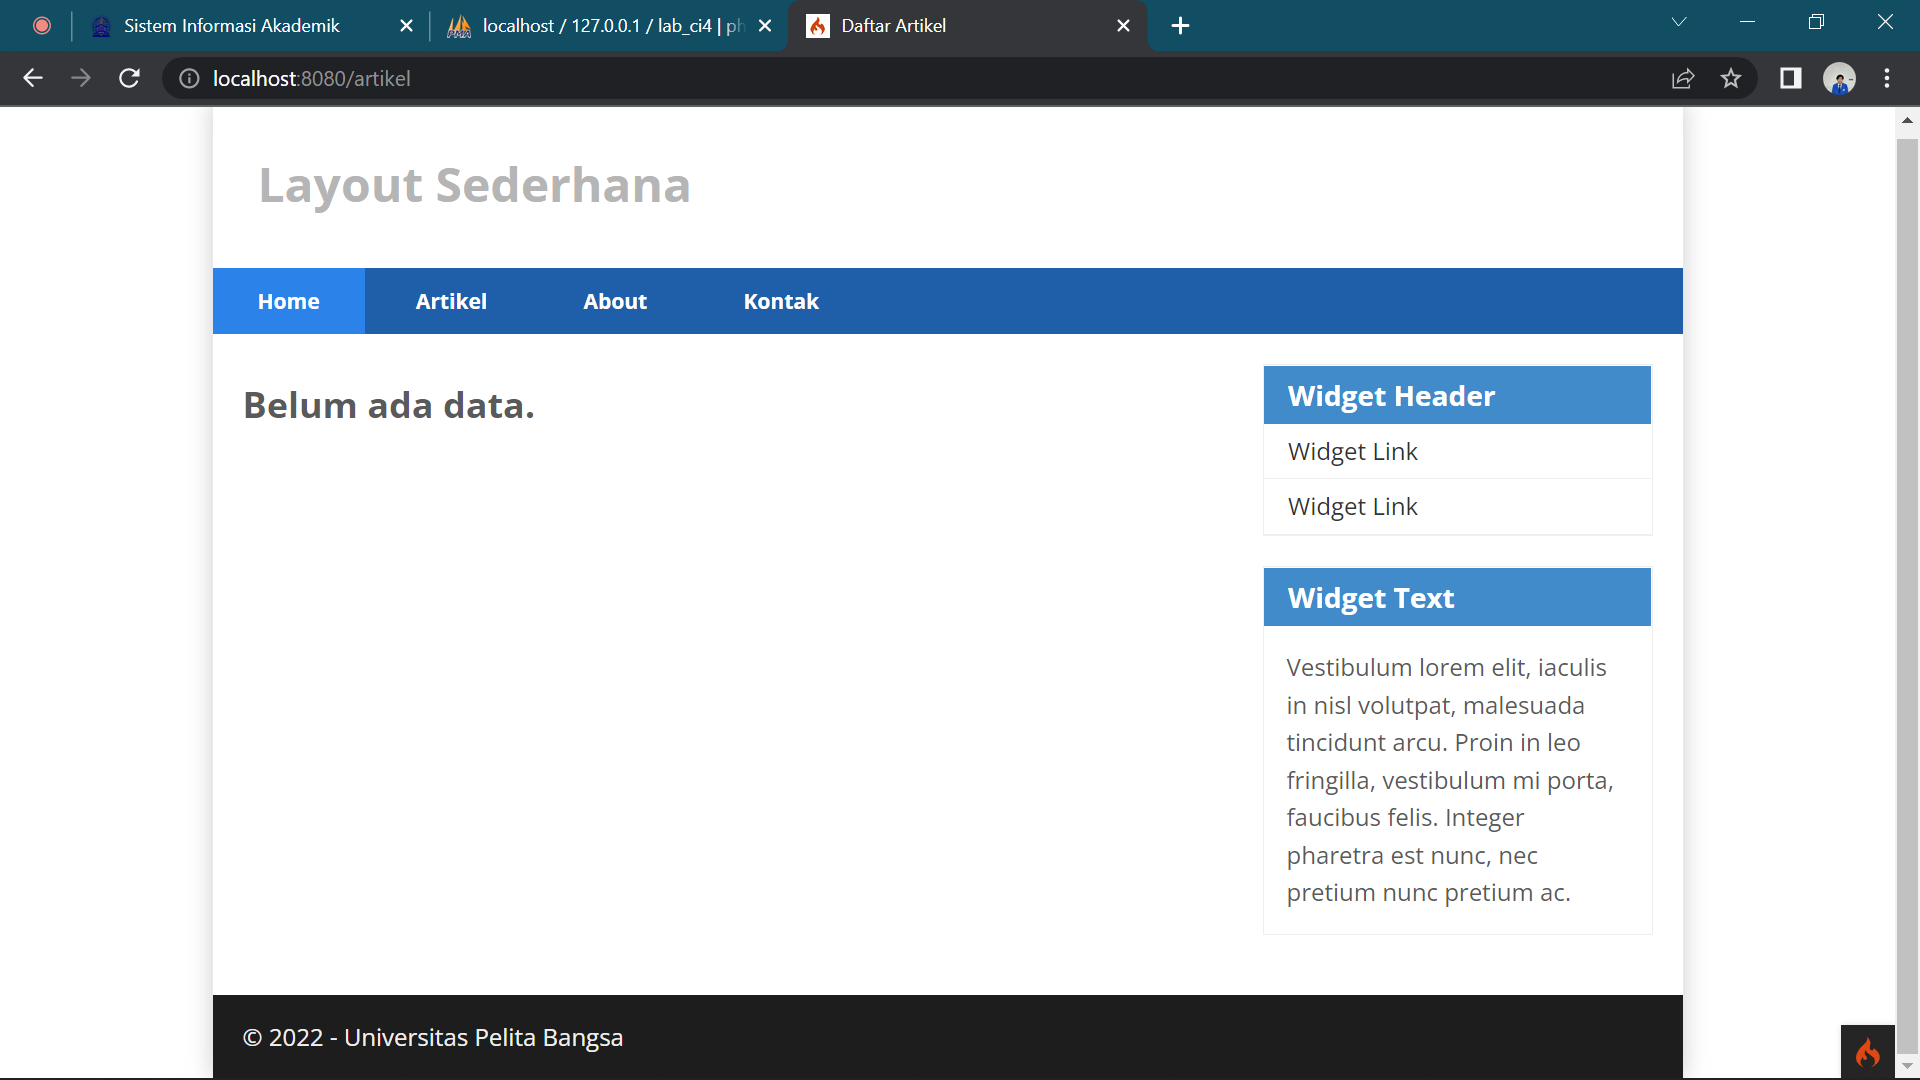 Sistem Informasi Akademik
localhost / 127.0.0.1 / lab_ci4 | ph
Daftar Artikel
localhost:8080/artikel
Layout Sederhana
Home
Artikel
About
Kontak
Belum ada data.
Widget Header
Widget Link
Widget Link
Widget Text
Vestibulum lorem elit, iaculis
in nisl volutpat, malesuada
tincidunt arcu. Proin in leo
fringilla, vestibulum mi porta,
faucibus felis. Integer
pharetra est nunc, nec
pretium nunc pretium ac.
© 2022 - Universitas Pelita Bangsa